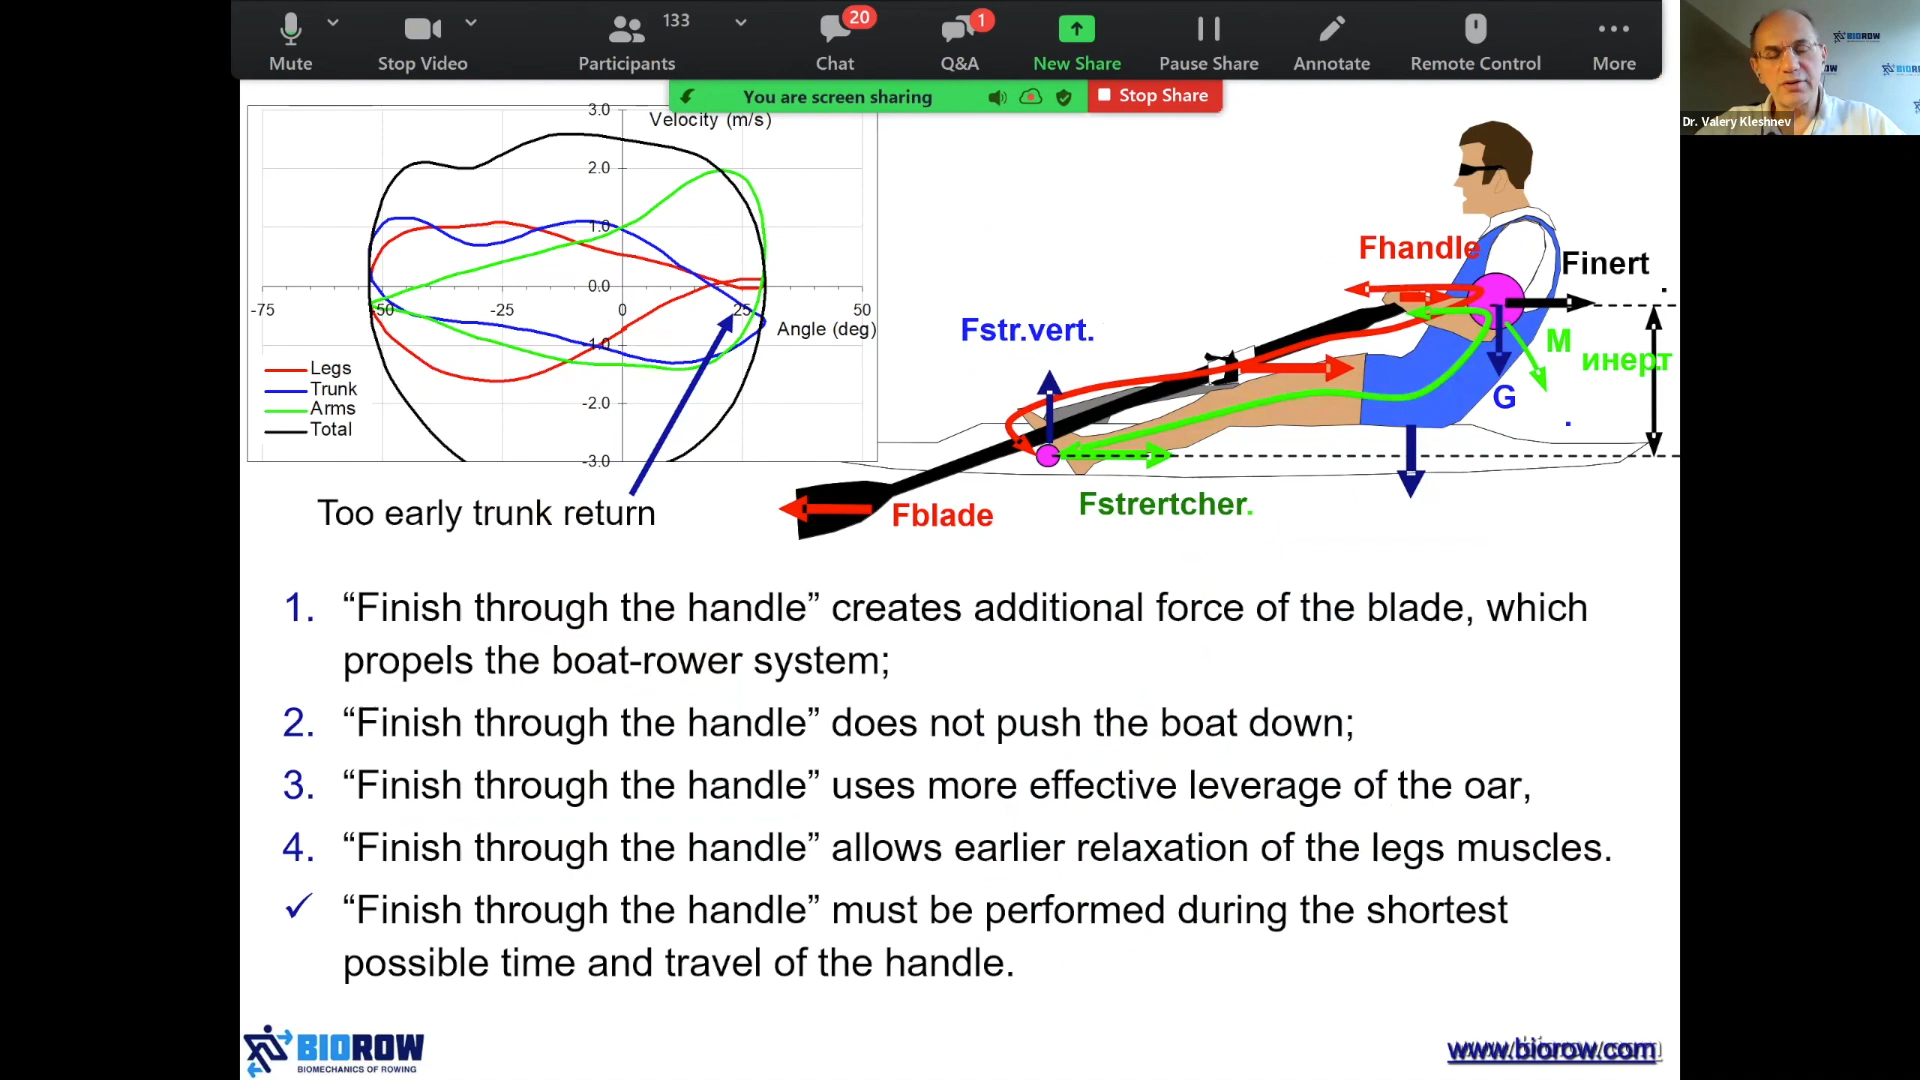 Mute
Stop Video
Participants
133
Chat
20
Q&A
1
New Share
Pause Share
Annotate
Remote Control
More
You are screen sharing
Stop Share
BIOROW
Dr. Valery Kleshnev
3.0
Velocity (m/s)
2.0
1.0
0.0
-75
-50
-25
0
25
50
Angle (deg)
-1.0
-2.0
-3.0
Legs
Trunk
Arms
Total
Too early trunk return
Fhandle
Finert
.
Fstr.vert.
M
инерт
G
.
Fblade
Fstrertcher.
1. “Finish through the handle” creates additional force of the blade, which
propels the boat-rower system;
2. “Finish through the handle” does not push the boat down;
3. “Finish through the handle” uses more effective leverage of the oar,
4. “Finish through the handle” allows earlier relaxation of the legs muscles.
✓ “Finish through the handle” must be performed during the shortest
possible time and travel of the handle.
BIOROW
BIOMECHANICS OF ROWING
www.biorow.com